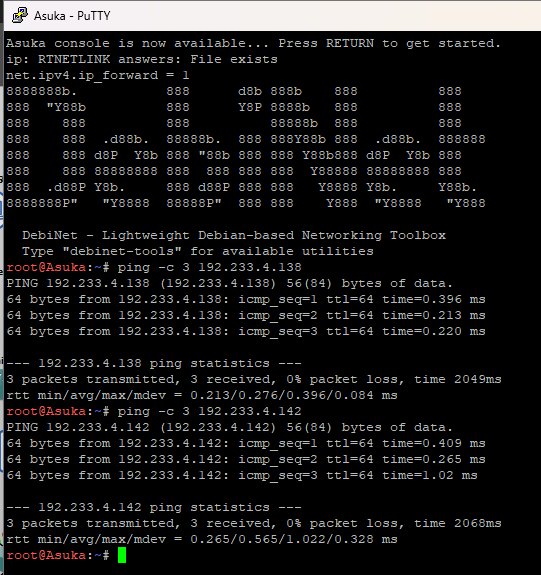 Asuka - PuTTY
Asuka console is now available... Press RETURN to get started.
ip: RTNETLINK answers: File exists
net.ipv4.ip_forward = 1
8888888b.            888      d8b 888b     888        888
888  "Y88b           888      Y8P 8888b    888        888
888    888           888          88888b   888        888
888    888  .d88b.  88888b.  888 888Y88b  888  .d88b.  888888
888    888 d8P  Y8b 888 "88b 888 888 Y88b888 d8P  Y8b 888
888    888 88888888 888  888 888 888  Y88888 88888888 888
888  .d88P Y8b.     888 d88P 888 888   Y8888 Y8b.     Y88b.
8888888P"   "Y8888  88888P"  888 888    Y888  "Y8888   "Y888
DebiNet - Lightweight Debian-based Networking Toolbox
Type "debinet-tools" for available utilities
root@Asuka:~# ping -c 3 192.233.4.138
PING 192.233.4.138 (192.233.4.138) 56(84) bytes of data.
64 bytes from 192.233.4.138: icmp_seq=1 ttl=64 time=0.396 ms
64 bytes from 192.233.4.138: icmp_seq=2 ttl=64 time=0.213 ms
64 bytes from 192.233.4.138: icmp_seq=3 ttl=64 time=0.220 ms
--- 192.233.4.138 ping statistics ---
3 packets transmitted, 3 received, 0% packet loss, time 2049ms
rtt min/avg/max/mdev = 0.213/0.276/0.396/0.084 ms
root@Asuka:~# ping -c 3 192.233.4.142
PING 192.233.4.142 (192.233.4.142) 56(84) bytes of data.
64 bytes from 192.233.4.142: icmp_seq=1 ttl=64 time=0.409 ms
64 bytes from 192.233.4.142: icmp_seq=2 ttl=64 time=0.265 ms
64 bytes from 192.233.4.142: icmp_seq=3 ttl=64 time=1.02 ms
--- 192.233.4.142 ping statistics ---
3 packets transmitted, 3 received, 0% packet loss, time 2068ms
rtt min/avg/max/mdev = 0.265/0.565/1.022/0.328 ms
root@Asuka:~#